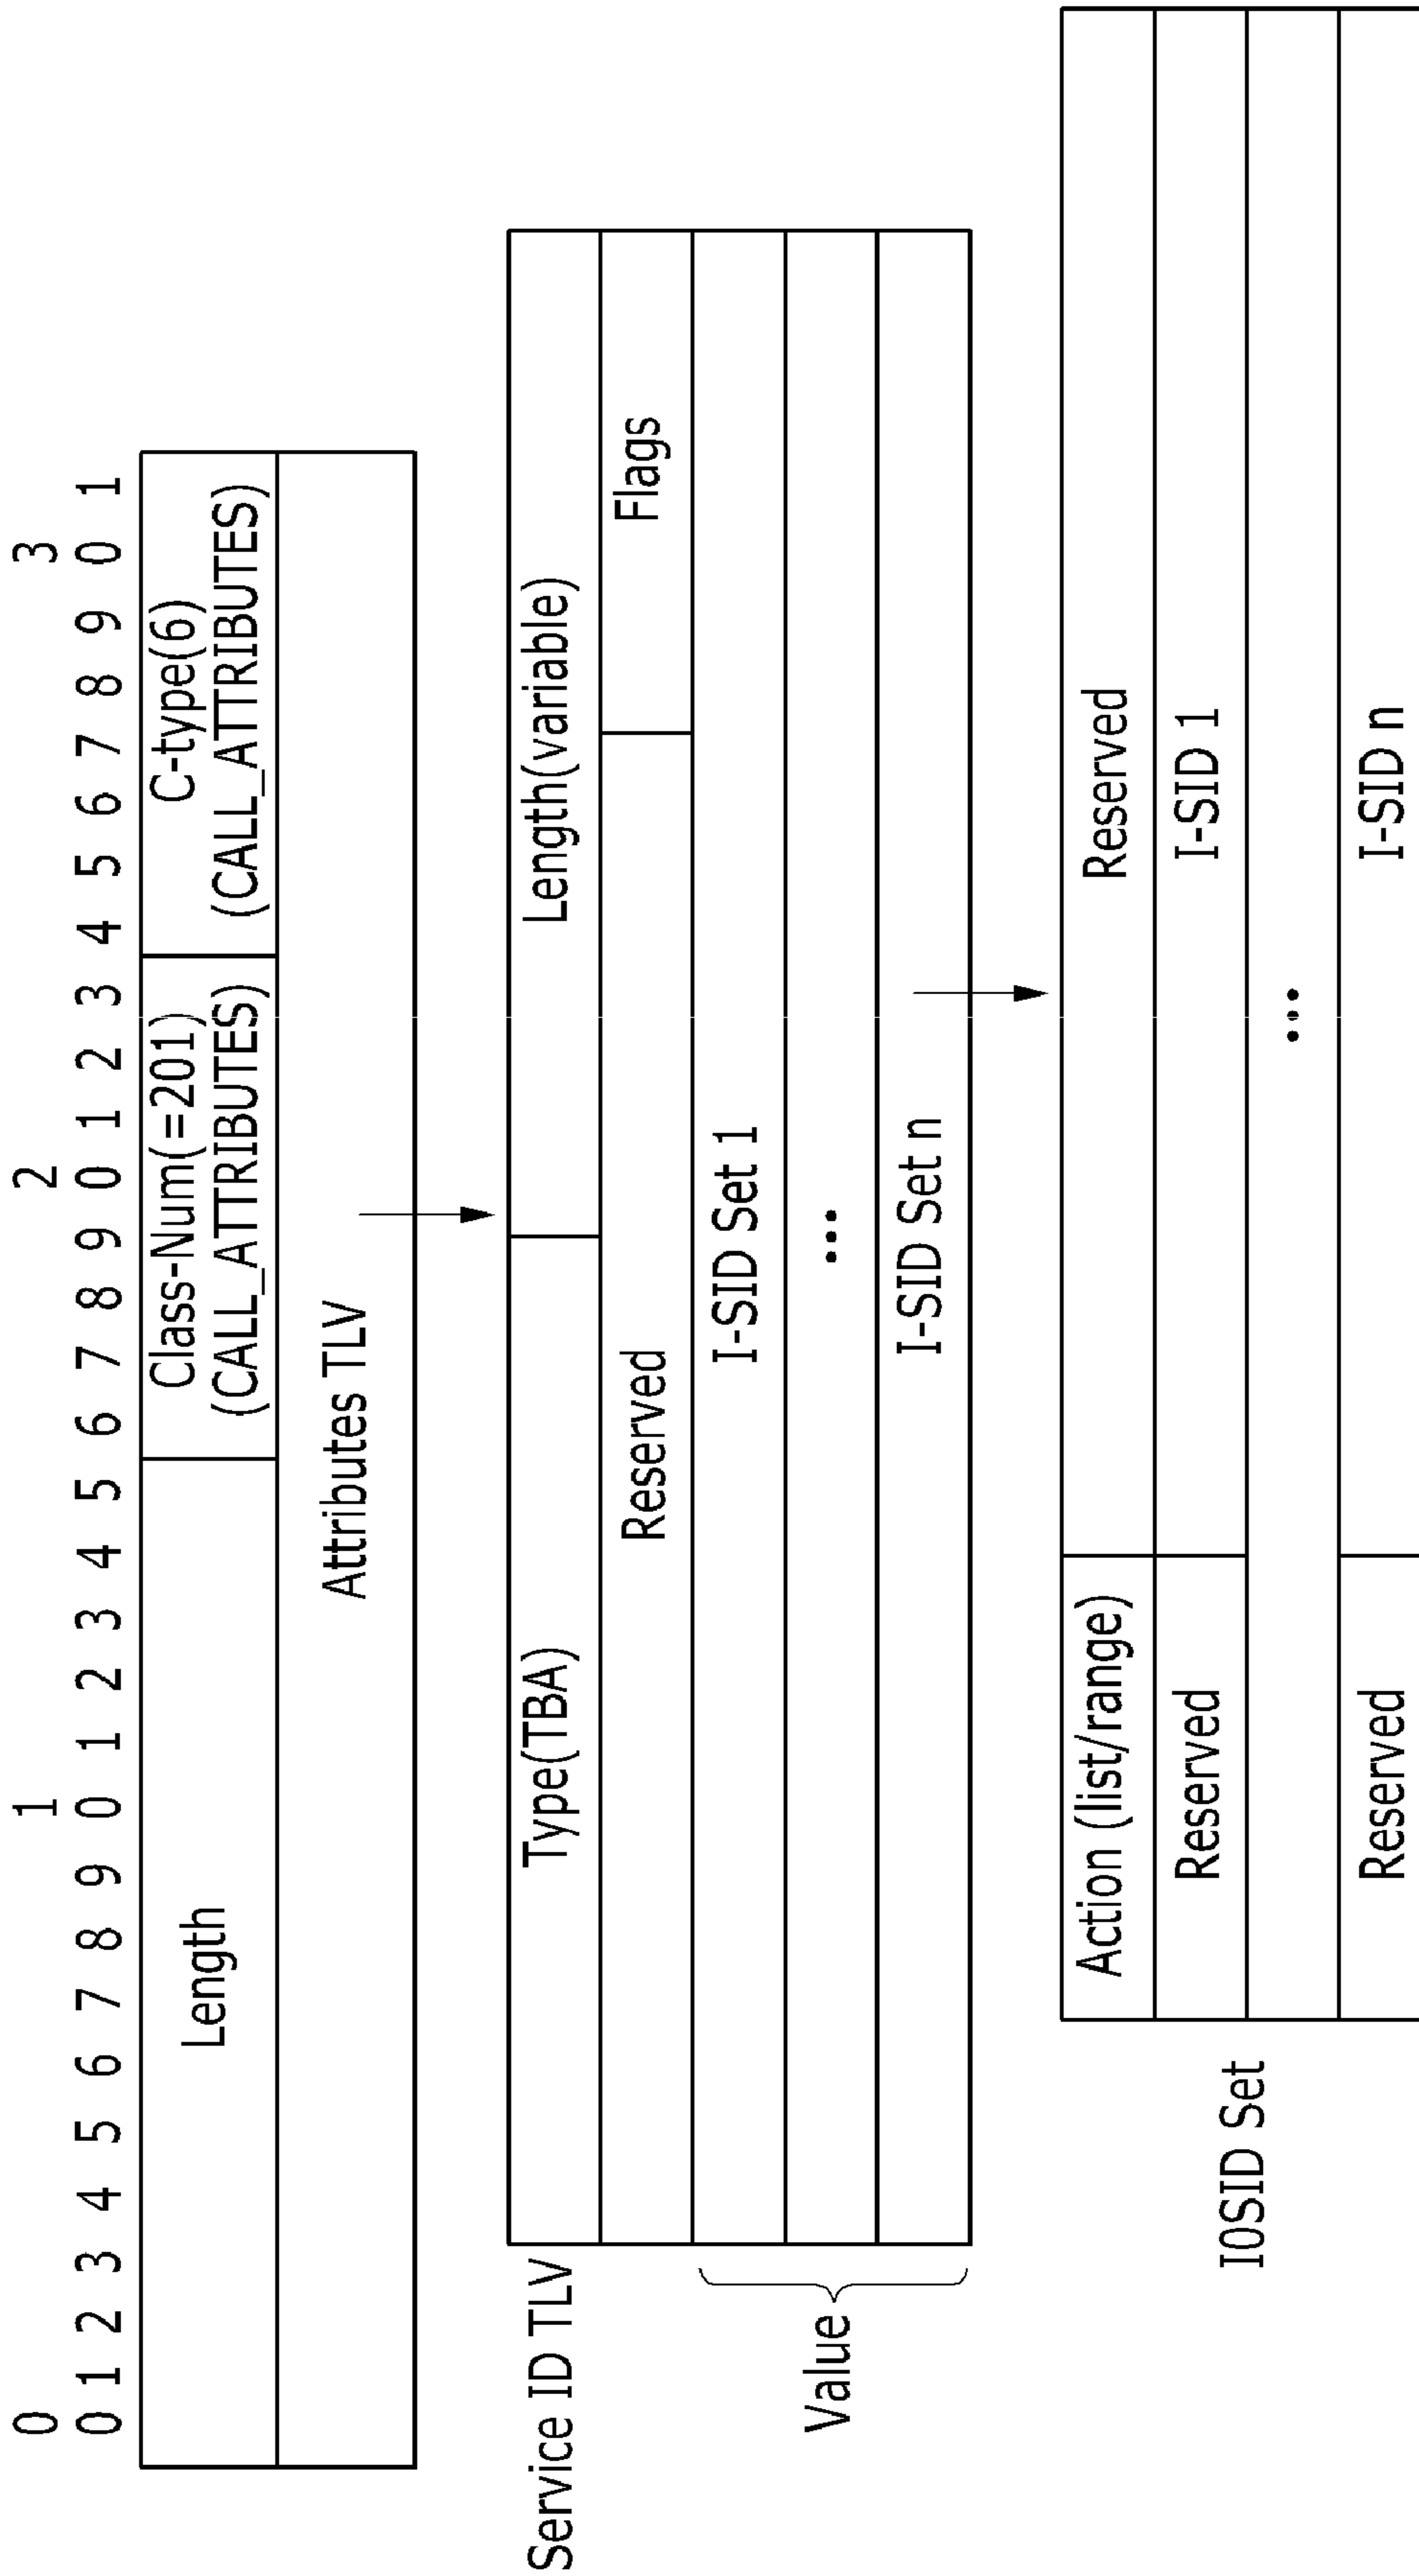 0 1 2 3
0 1 2 3 4 5 6 7 8 9 0 1 2 3 4 5 6 7 8 9 0 1 2 3 4 5 6 7 8 9 0 1
Length
Class-Num(=201)
(CALL_ATTRIBUTES)
C-type(6)
(CALL_ATTRIBUTES)
Attributes TLV
Service ID TLV
Type(TBA)
Length(variable)
Reserved
Flags
Value
I-SID Set 1
...
I-SID Set n
I0SID Set
Action (list/range)
Reserved
Reserved
I-SID 1
...
Reserved
I-SID n